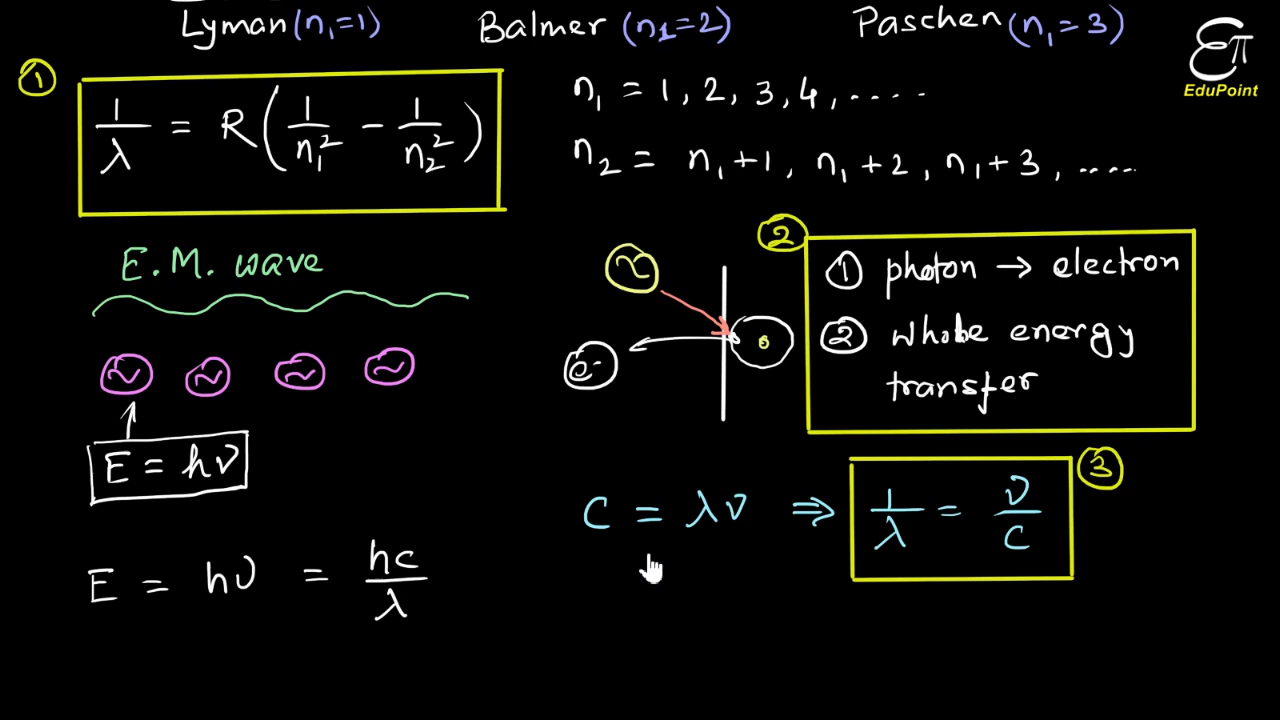 Lyman (n₁=1) Balmer (n₁=2) Paschen (n₁=3)
επ
EduPoint
①
1/λ = R(1/n₁² − 1/n₂²)
n₁ = 1, 2, 3, 4, ....
n₂ = n₁+1, n₁+2, n₁+3, .....
E.M. wave
~ ~ ~ ~
E = hν
E = hν = hc/λ
~
e⁻
②
① photon → electron
② whole energy
transfer
C = λν ⇒ 1/λ = ν/C
③